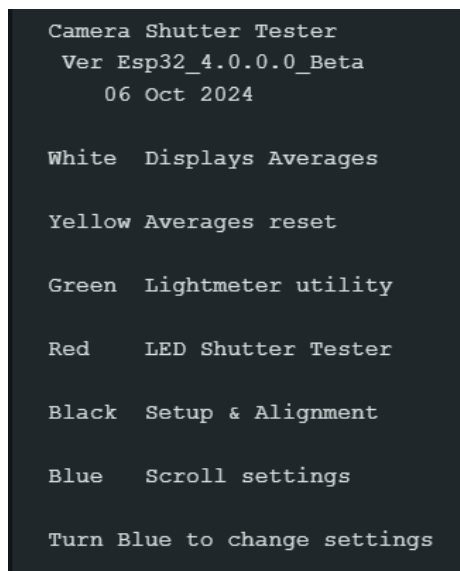 Camera Shutter Tester
Ver Esp32_4.0.0.0_Beta
06 Oct 2024
White Displays Averages
Yellow Averages reset
Green Lightmeter utility
Red LED Shutter Tester
Black Setup & Alignment
Blue Scroll settings
Turn Blue to change settings